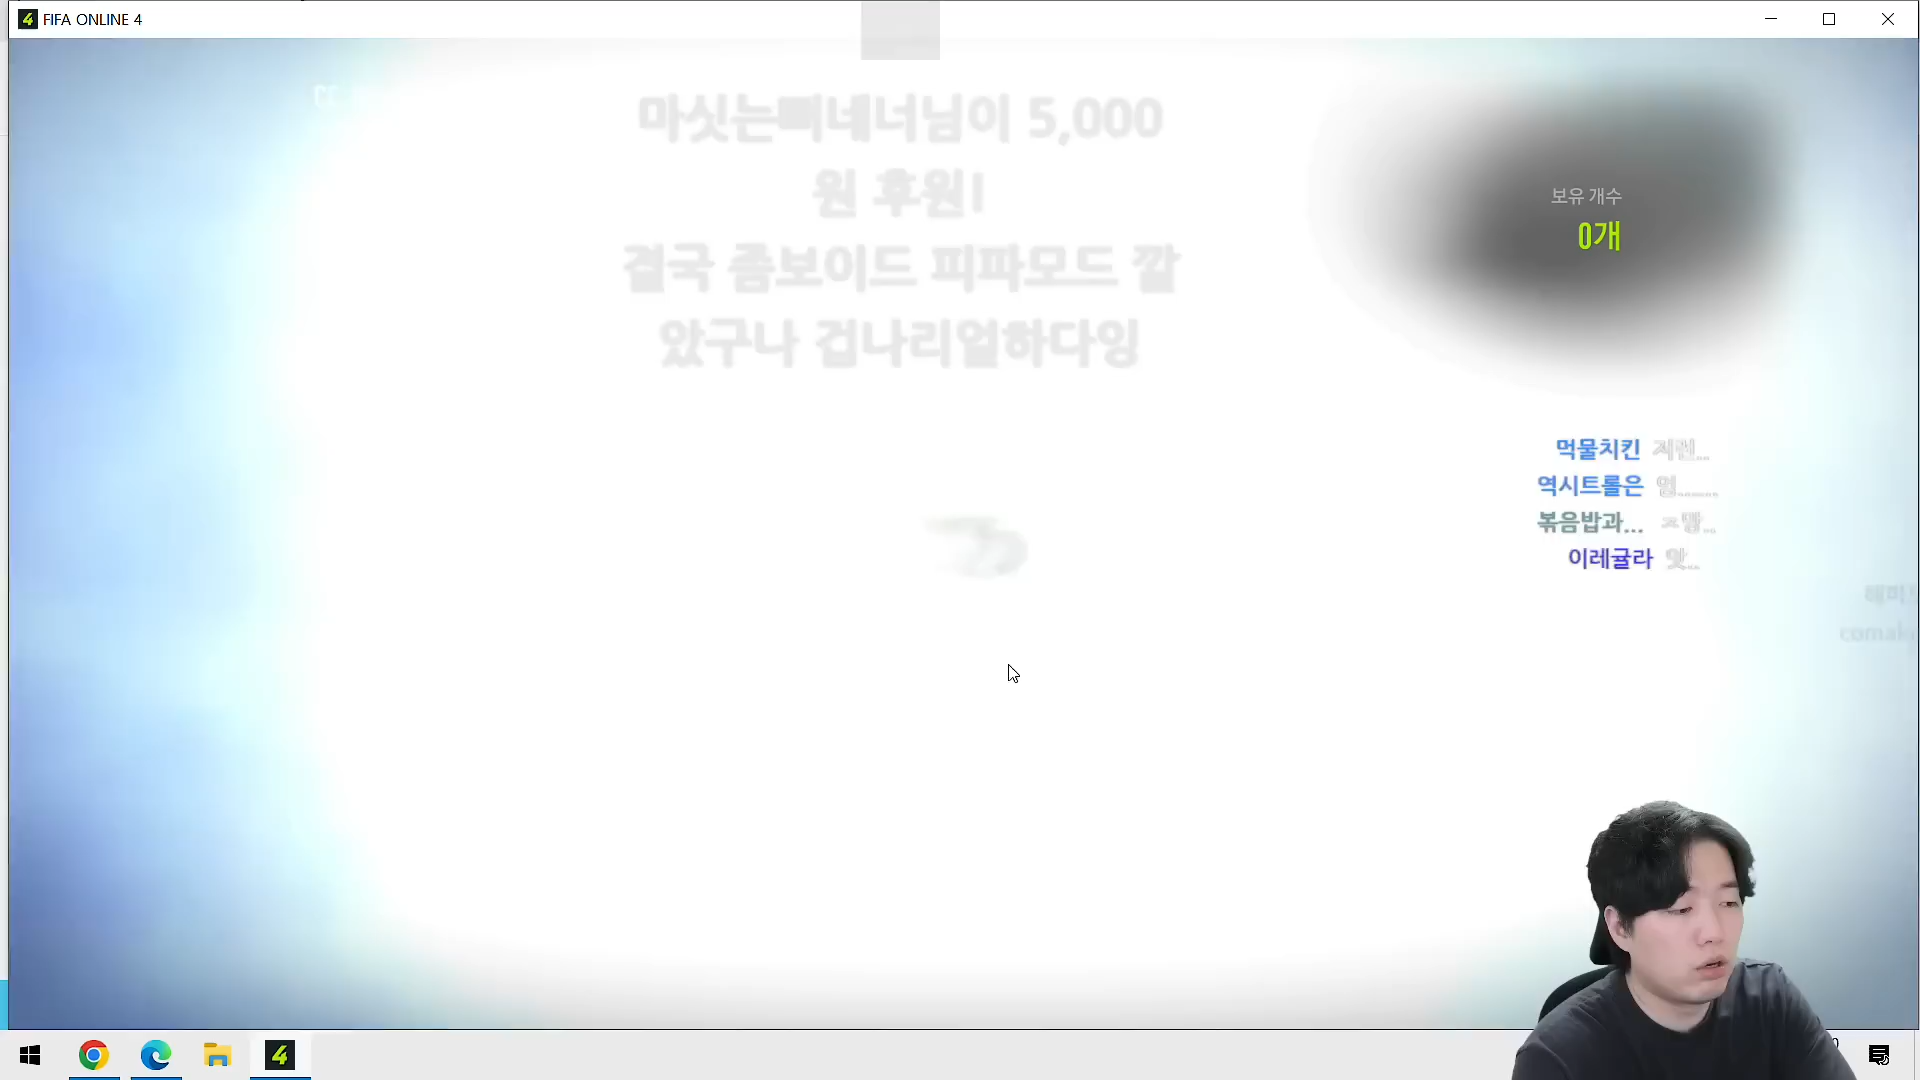 FIFA ONLINE 4
마싯는삐네너님이 5,000
원 후원!
결국 좀보이드 피파모드 깔
았구나 겁나리얼하다잉
보유 개수
0개
먹물치킨
역시트롤은 엄........
볶음밥과...
이레귤라 앗...